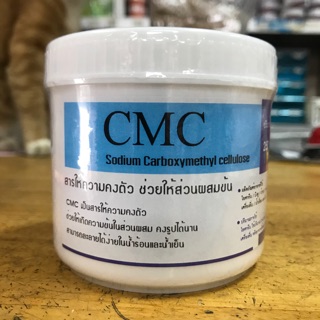 CMC
Sodium Carboxymethyl cellulose
สารให้ความคงตัว ช่วยให้ส่วนผสมข้น
CMC เป็นสารให้ความคงตัว
ช่วยให้เกิดความข้นในส่วนผสม คงรูปได้นาน
สามารถละลายได้ง่ายในน้ำร้อนและน้ำเย็น